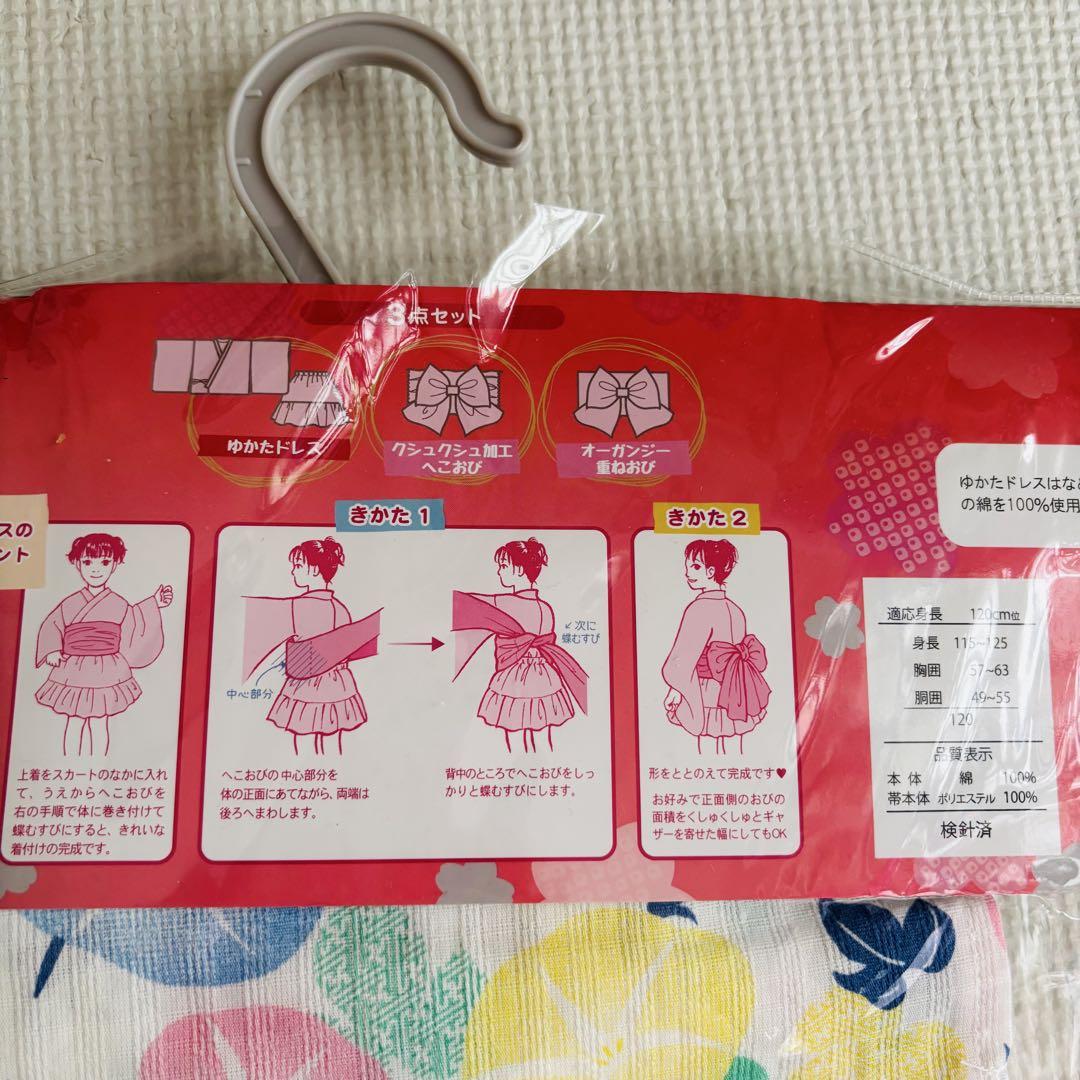 3点セット
ゆかたドレス
クシュクシュ加工
へこおび
オーガンジー
重ねおび
ゆかたドレスはな
の綿を100%使用
スの
ント
きかた1
きかた2
中心部分
次に
蝶むすび
上着をスカートのなかに入れ
て、うえからへこおびを
右の手順で体に巻き付けて
蝶むすびにすると、きれいな
着付けの完成です。
へこおびの中心部分を
体の正面にあてながら、両端は
後ろへまわします。
背中のところでへこおびをしっ
かりと蝶むすびにします。
形をととのえて完成です♥
お好みで正面側のおびの
面積をくしゅくしゅとギャ
ザーを寄せた幅にしてもOK
適応身長 120cm位
身長 115~125
胸囲 57~63
胴囲 49~55
120
品質表示
本体 綿 100%
帯本体 ポリエステル 100%
検針済